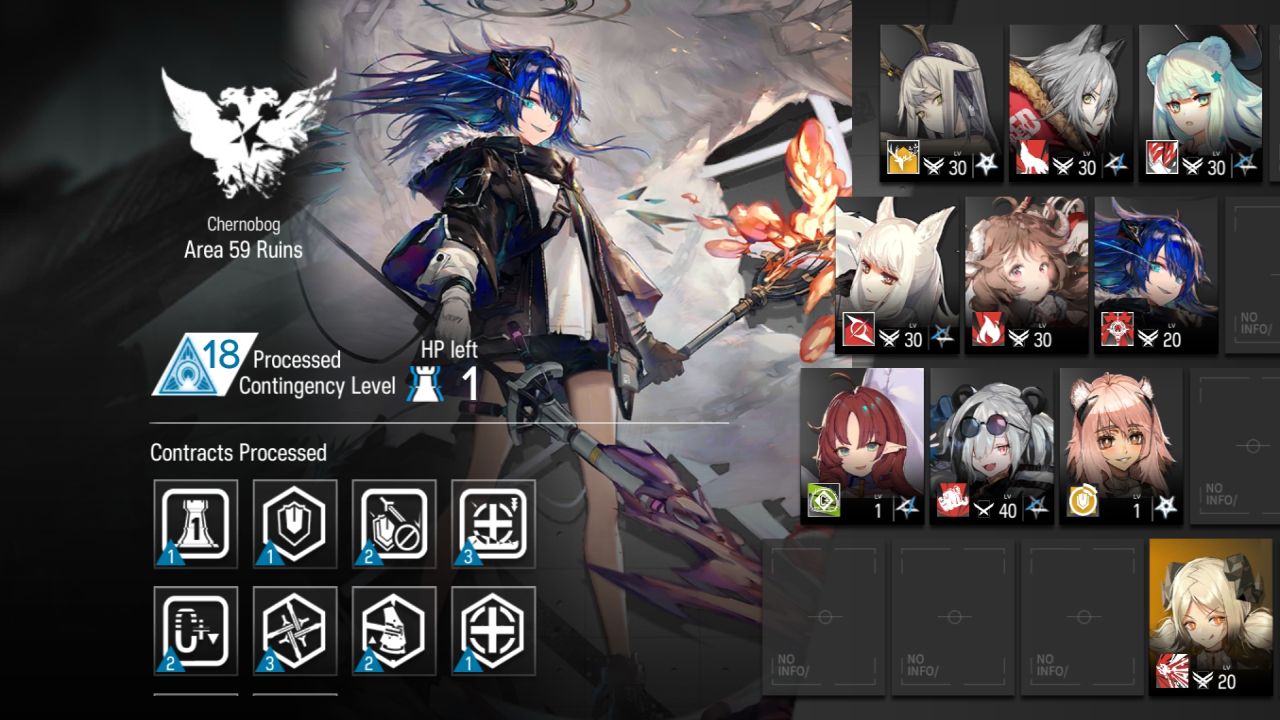 Chernobog
Area 59 Ruins
18
Processed
Contingency Level
HP left
1
Contracts Processed
1
1
1
2
3
2
3
2
1
LV
30
LV
30
LV
30
LV
30
LV
30
LV
20
NO
INFO/
LV
1
LV
40
LV
1
NO
INFO/
NO
INFO/
NO
INFO/
NO
INFO/
LV
20